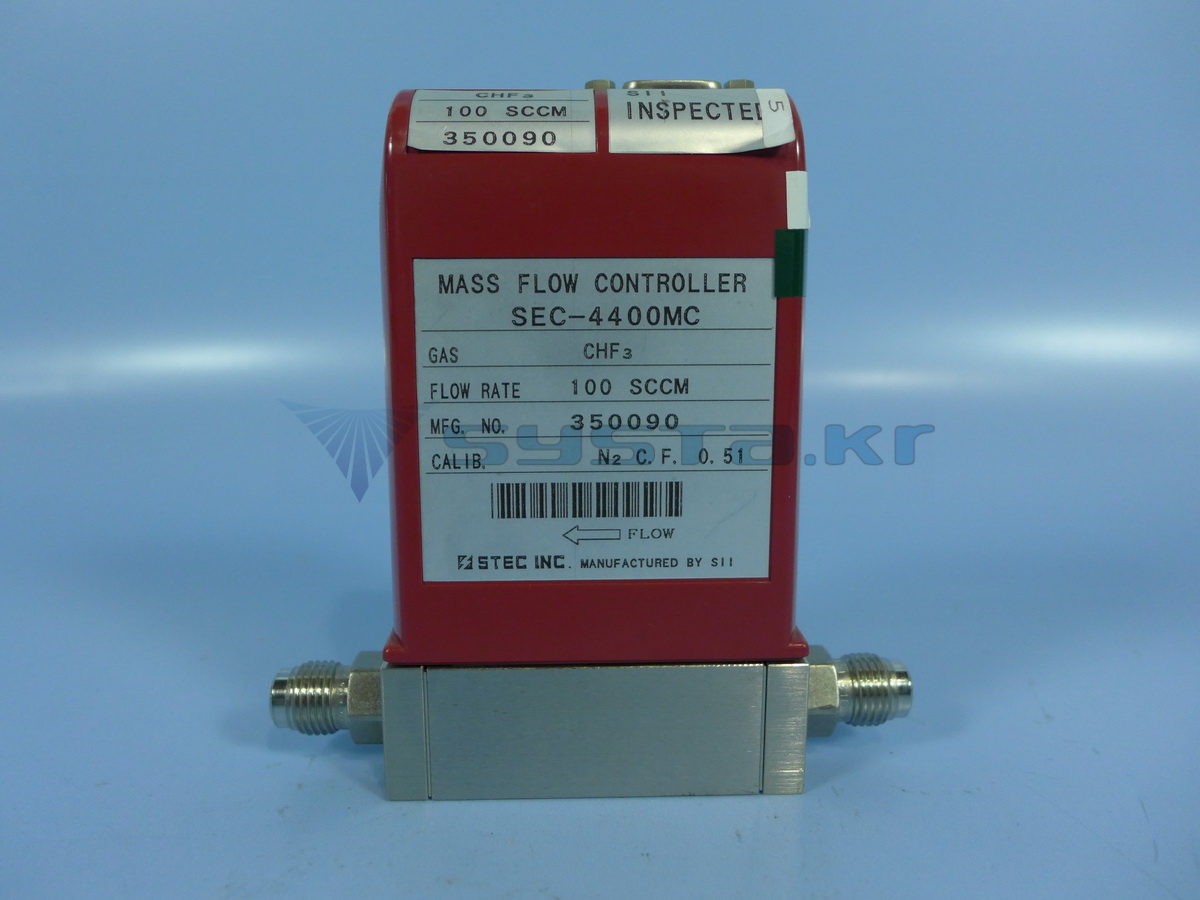 CHF₃
100 SCCM
350090
SII
INSPECTED
5
MASS FLOW CONTROLLER
SEC-4400MC
GAS CHF₃
FLOW RATE 100 SCCM
MFG. NO. 350090
systa.kr
CALIB. N₂ C.F. 0.51
FLOW
STEC INC. MANUFACTURED BY SII